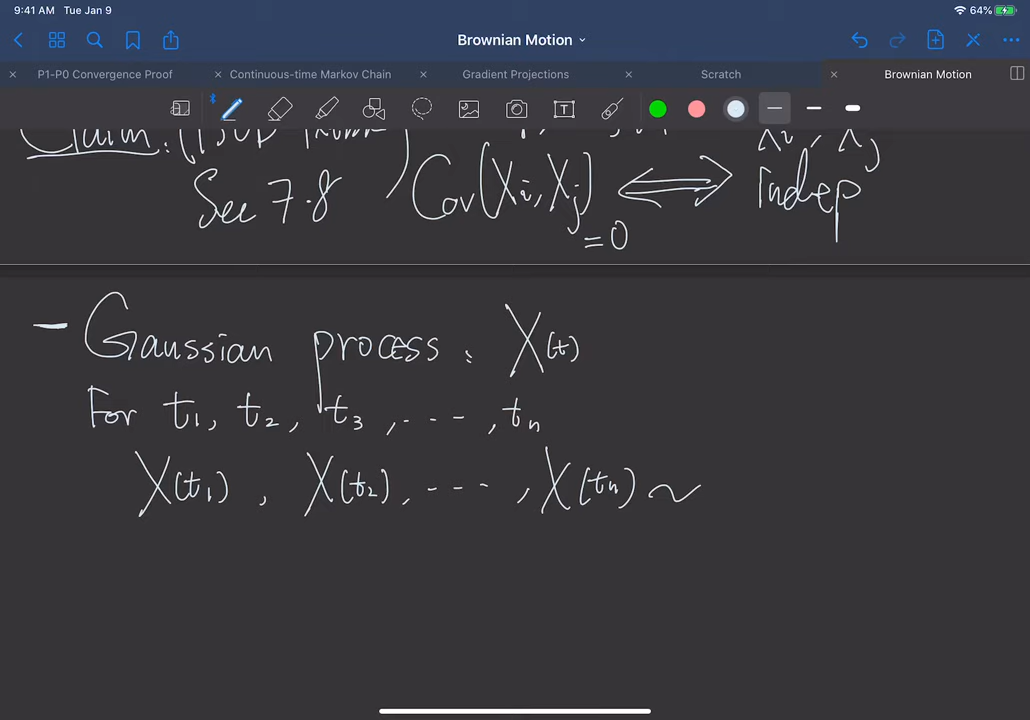 9:41 AM Tue Jan 9
64%
Brownian Motion
P1-P0 Convergence Proof
Continuous-time Markov Chain
Gradient Projections
Scratch
Brownian Motion
T
Claim:
See 7.8 Cov(Xi, Xj) ⟺ indep
=0
- Gaussian process: X(t)
For t1, t2, t3, ..., tn
X(t1), X(t2), ..., X(tn) ~